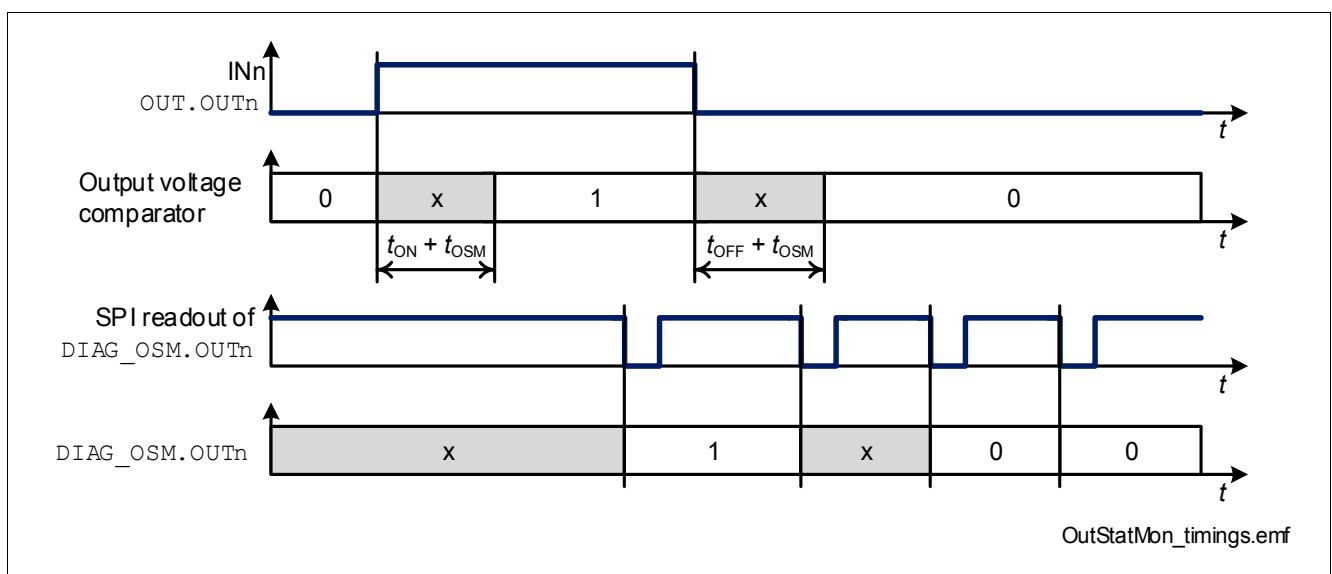 INn
OUT.OUTn
t
Output voltage
comparator
0 x 1 x 0
t
tON + tOSM tOFF + tOSM
SPI readout of
DIAG_OSM.OUTn
t
DIAG_OSM.OUTn x 1 x 0 0
t
OutStatMon_timings.emf